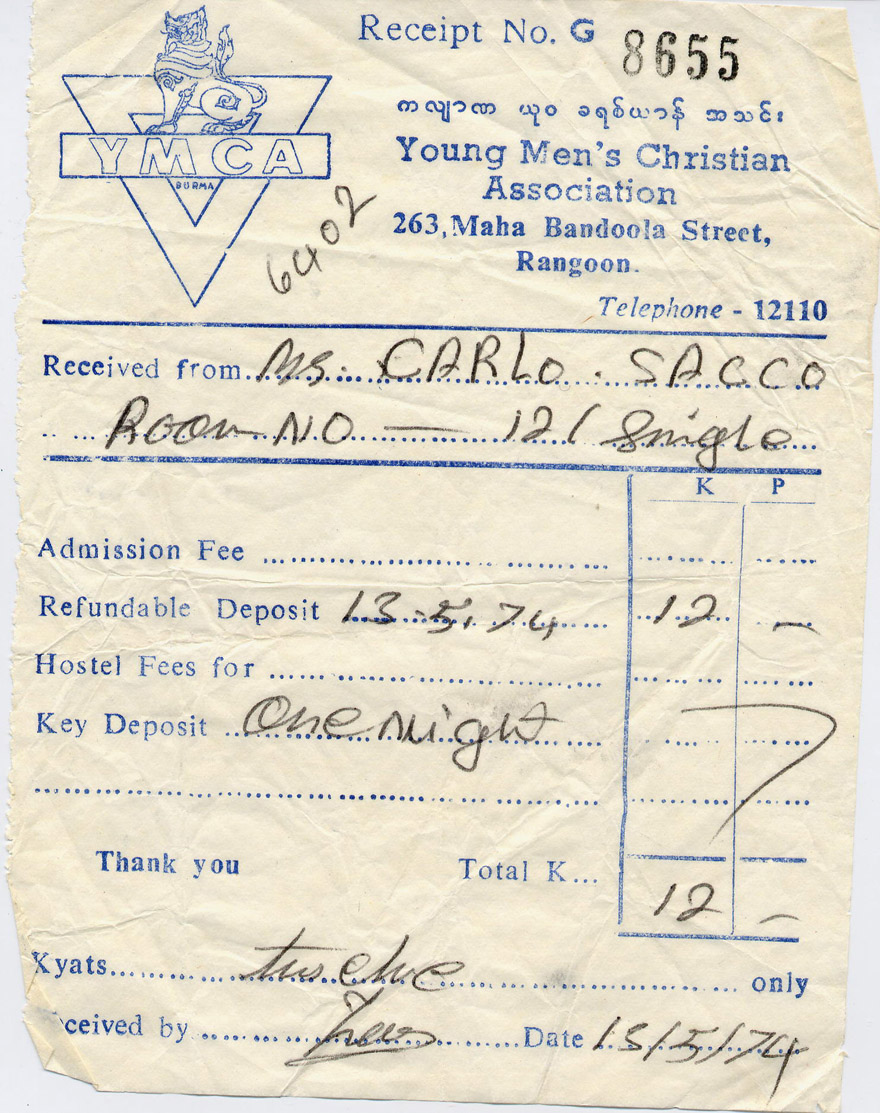 Receipt No. G 8655
ကလျာဏ ယုဝ ခရစ်ယာန် အသင်း
YMCA
BURMA
Young Men's Christian
Association
263, Maha Bandoola Street,
Rangoon.
6402
Telephone - 12110
Received from Mr. CARLO. SACCO
Room NO — 12 / Single
K P
Admission Fee
Refundable Deposit 13.5.74 12 —
Hostel Fees for
Key Deposit One Night
Thank you Total K... 12 —
Kyats twelve only
ceived by Date 13/5/74